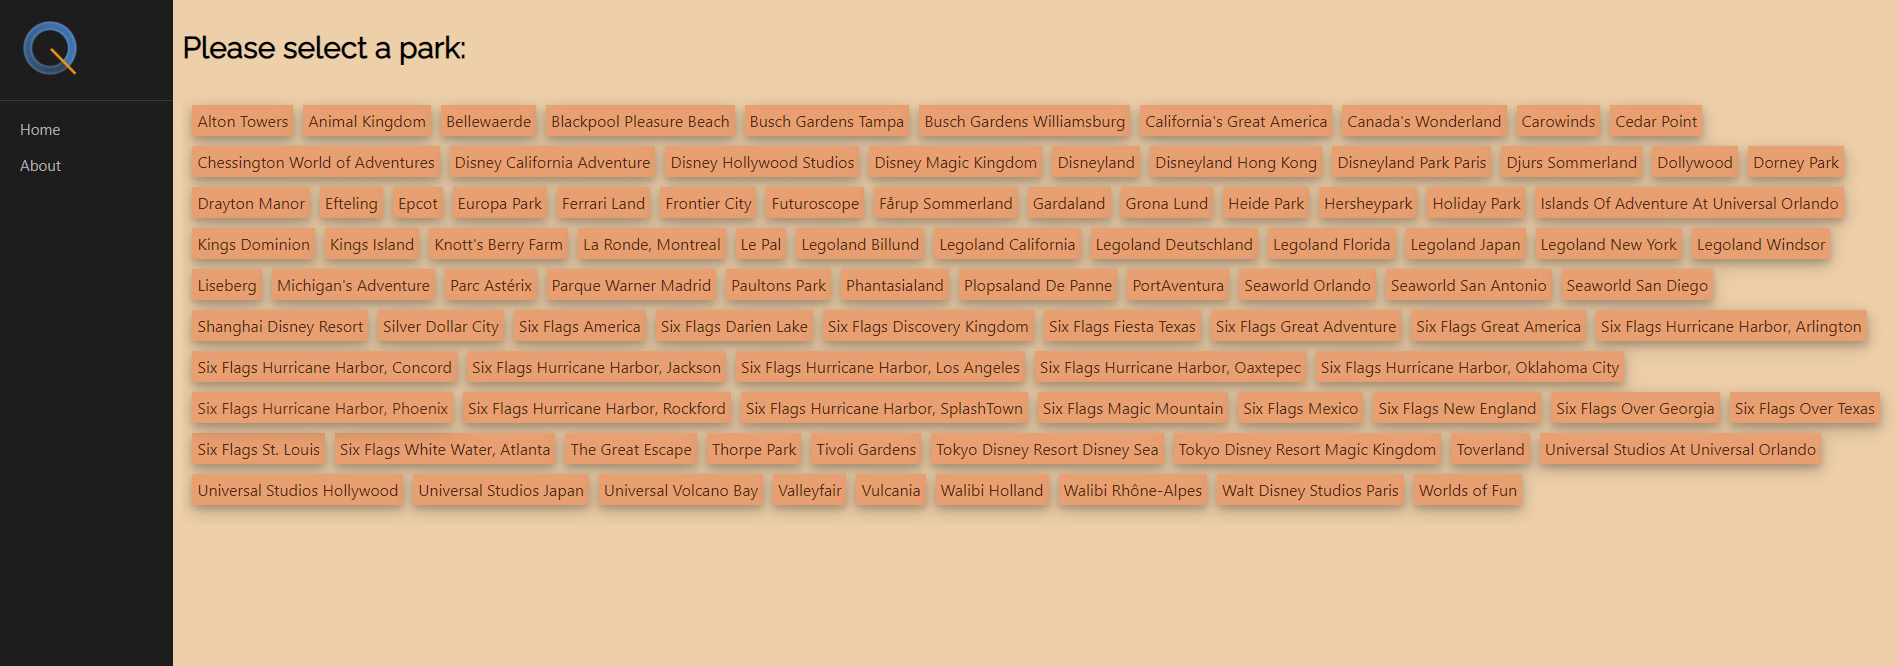 Please select a park:
Home
About
Alton Towers Animal Kingdom Bellewaerde Blackpool Pleasure Beach Busch Gardens Tampa Busch Gardens Williamsburg California's Great America Canada's Wonderland Carowinds Cedar Point
Chessington World of Adventures Disney California Adventure Disney Hollywood Studios Disney Magic Kingdom Disneyland Disneyland Hong Kong Disneyland Park Paris Djurs Sommerland Dollywood Dorney Park
Drayton Manor Efteling Epcot Europa Park Ferrari Land Frontier City Futuroscope Fårup Sommerland Gardaland Grona Lund Heide Park Hersheypark Holiday Park Islands Of Adventure At Universal Orlando
Kings Dominion Kings Island Knott's Berry Farm La Ronde, Montreal Le Pal Legoland Billund Legoland California Legoland Deutschland Legoland Florida Legoland Japan Legoland New York Legoland Windsor
Liseberg Michigan's Adventure Parc Astérix Parque Warner Madrid Paultons Park Phantasialand Plopsaland De Panne PortAventura Seaworld Orlando Seaworld San Antonio Seaworld San Diego
Shanghai Disney Resort Silver Dollar City Six Flags America Six Flags Darien Lake Six Flags Discovery Kingdom Six Flags Fiesta Texas Six Flags Great Adventure Six Flags Great America Six Flags Hurricane Harbor, Arlington
Six Flags Hurricane Harbor, Concord Six Flags Hurricane Harbor, Jackson Six Flags Hurricane Harbor, Los Angeles Six Flags Hurricane Harbor, Oaxtepec Six Flags Hurricane Harbor, Oklahoma City
Six Flags Hurricane Harbor, Phoenix Six Flags Hurricane Harbor, Rockford Six Flags Hurricane Harbor, SplashTown Six Flags Magic Mountain Six Flags Mexico Six Flags New England Six Flags Over Georgia Six Flags Over Texas
Six Flags St. Louis Six Flags White Water, Atlanta The Great Escape Thorpe Park Tivoli Gardens Tokyo Disney Resort Disney Sea Tokyo Disney Resort Magic Kingdom Toverland Universal Studios At Universal Orlando
Universal Studios Hollywood Universal Studios Japan Universal Volcano Bay Valleyfair Vulcania Walibi Holland Walibi Rhône-Alpes Walt Disney Studios Paris Worlds of Fun